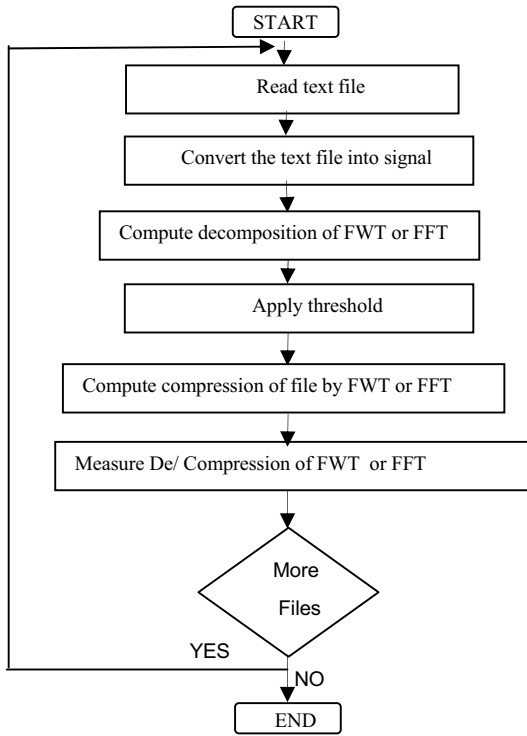 START
Read text file
Convert the text file into signal
Compute decomposition of FWT or FFT
Apply threshold
Compute compression of file by FWT or FFT
Measure De/ Compression of FWT or FFT
More
Files
YES
NO
END